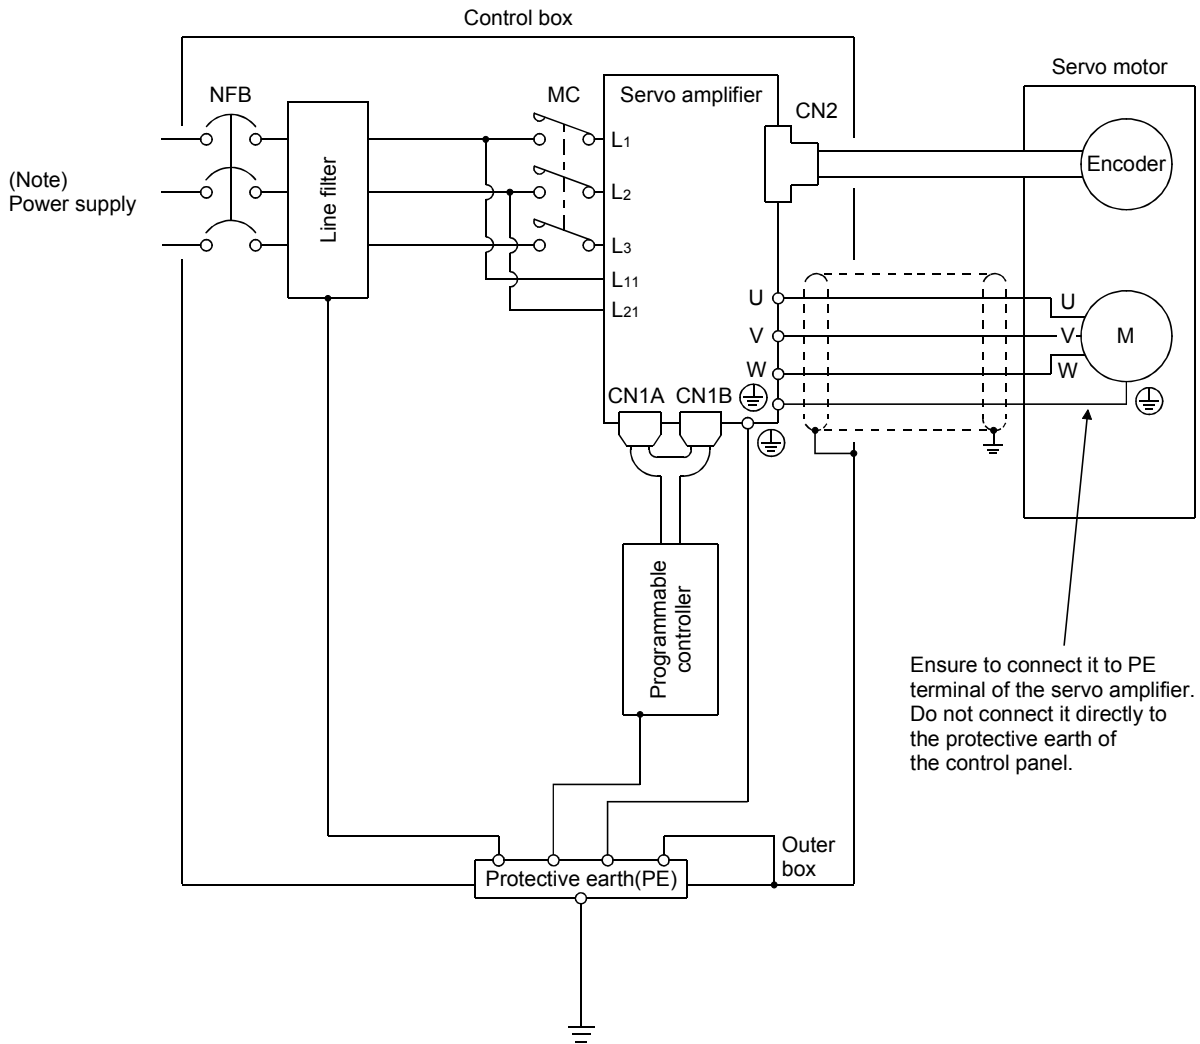 Control box
Servo motor
NFB
MC
Servo amplifier
CN2
(Note)
Power supply
Line filter
L1
L2
L3
L11
L21
Encoder
U
V
W
U
V
W
M
CN1A
CN1B
Programmable
controller
Ensure to connect it to PE
terminal of the servo amplifier.
Do not connect it directly to
the protective earth of
the control panel.
Outer
box
Protective earth(PE)